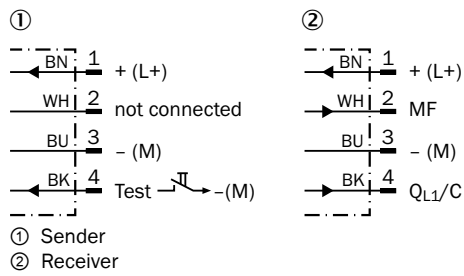 ① ②
BN 1 + (L+) BN 1 + (L+)
WH 2 not connected WH 2 MF
BU 3 – (M) BU 3 – (M)
BK 4 Test –(M) BK 4 QL1/C
① Sender
② Receiver